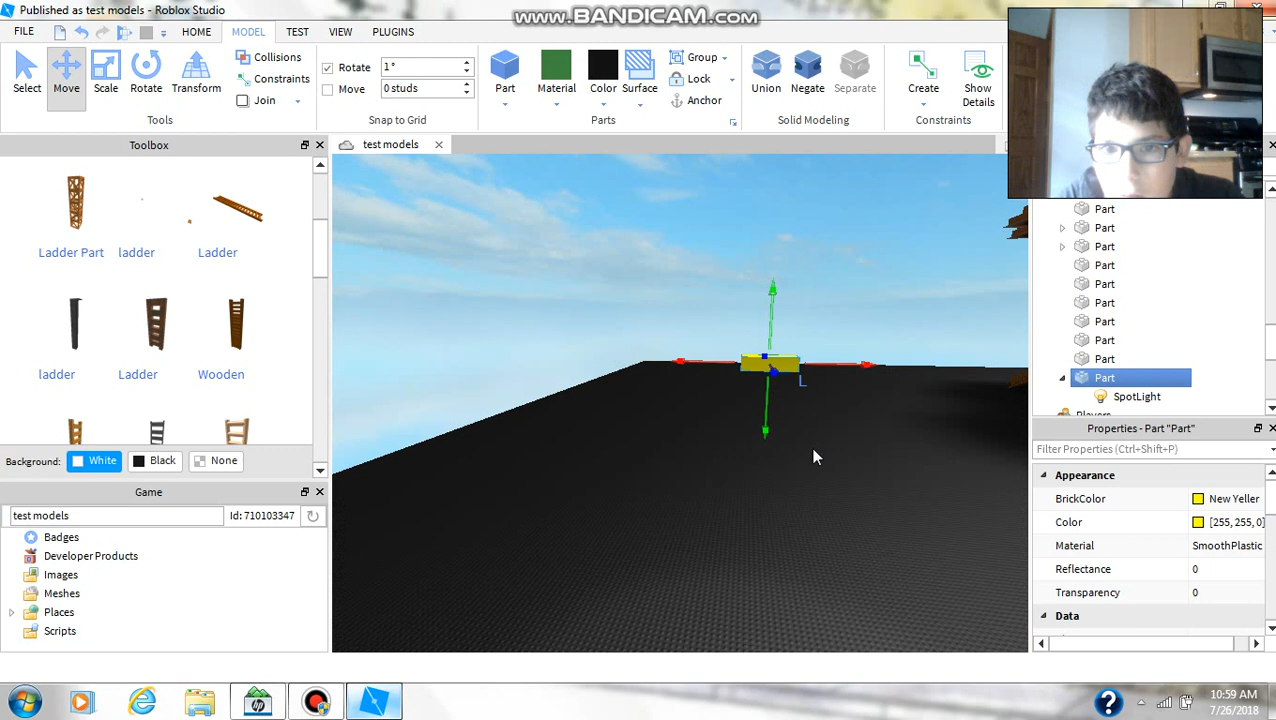 Published as test models - Roblox Studio
www.BANDICAM.com
FILE HOME MODEL TEST VIEW PLUGINS
Select Move Scale Rotate Transform
Collisions
Constraints
Join
Tools
Rotate 1°
Move 0 studs
Snap to Grid
Part Material Color Surface
Group
Lock
Anchor
Parts
Union Negate Separate
Solid Modeling
Create Show Details
Constraints
Toolbox
test models
Ladder Part ladder Ladder
ladder Ladder Wooden
Background: White Black None
Game
test models Id: 710103347
Badges
Developer Products
Images
Meshes
Places
Scripts
L
Part
Part
Part
Part
Part
Part
Part
Part
Part
Part
SpotLight
Players
Properties - Part "Part"
Filter Properties (Ctrl+Shift+P)
Appearance
BrickColor New Yeller
Color [255, 255, 0]
Material SmoothPlastic
Reflectance 0
Transparency 0
Data
hp
?
10:59 AM
7/26/2018